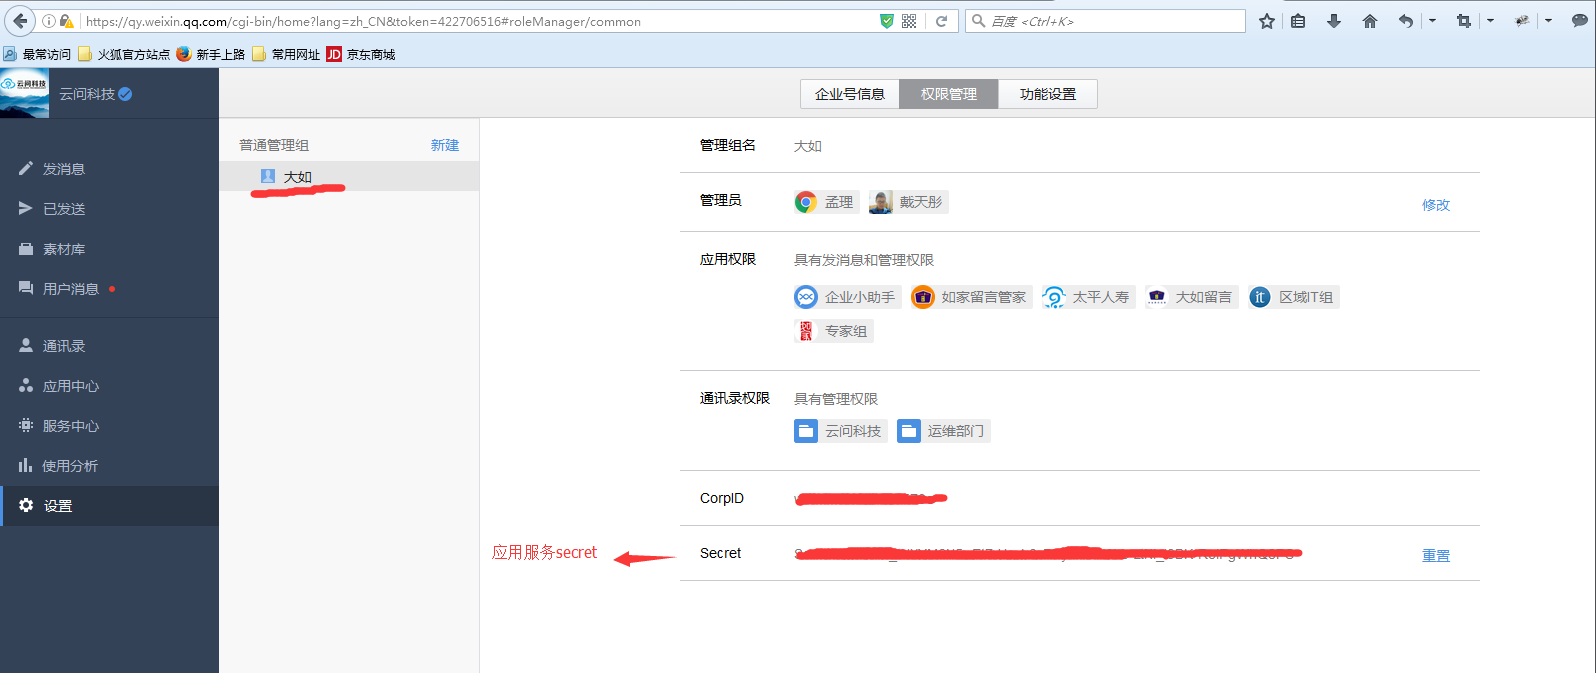 https://qy.weixin.qq.com/cgi-bin/home?lang=zh_CN&token=422706516#roleManager/common
百度 <Ctrl+K>
最常访问 火狐官方站点 新手上路 常用网址 JD 京东商城
云问科技
云问科技
企业号信息 权限管理 功能设置
发消息
已发送
素材库
用户消息
通讯录
应用中心
服务中心
使用分析
设置
普通管理组 新建
大如
管理组名 大如
管理员 孟理 戴天彤 修改
应用权限 具有发消息和管理权限
企业小助手 如家留言管家 太平人寿 大如留言 it 区域IT组
专家组
通讯录权限 具有管理权限
云问科技 运维部门
CorpID
应用服务secret
Secret 重置